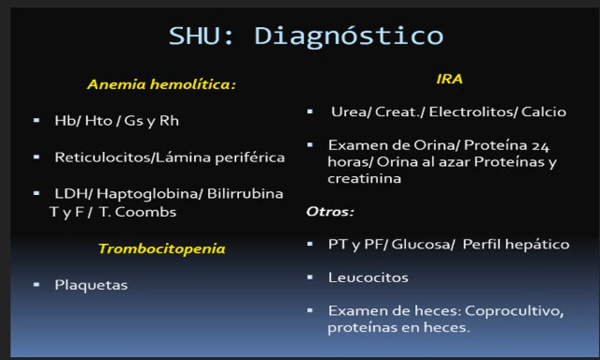 SHU: Diagnóstico
Anemia hemolítica:
▪ Hb/ Hto / Gs y Rh
▪ Reticulocitos/Lámina periférica
▪ LDH/ Haptoglobina/ Bilirrubina
T y F / T. Coombs
Trombocitopenia
▪ Plaquetas
IRA
▪ Urea/ Creat./ Electrolitos/ Calcio
▪ Examen de Orina/ Proteína 24
horas/ Orina al azar Proteínas y
creatinina
Otros:
▪ PT y PF/ Glucosa/ Perfil hepático
▪ Leucocitos
▪ Examen de heces: Coprocultivo,
proteínas en heces.